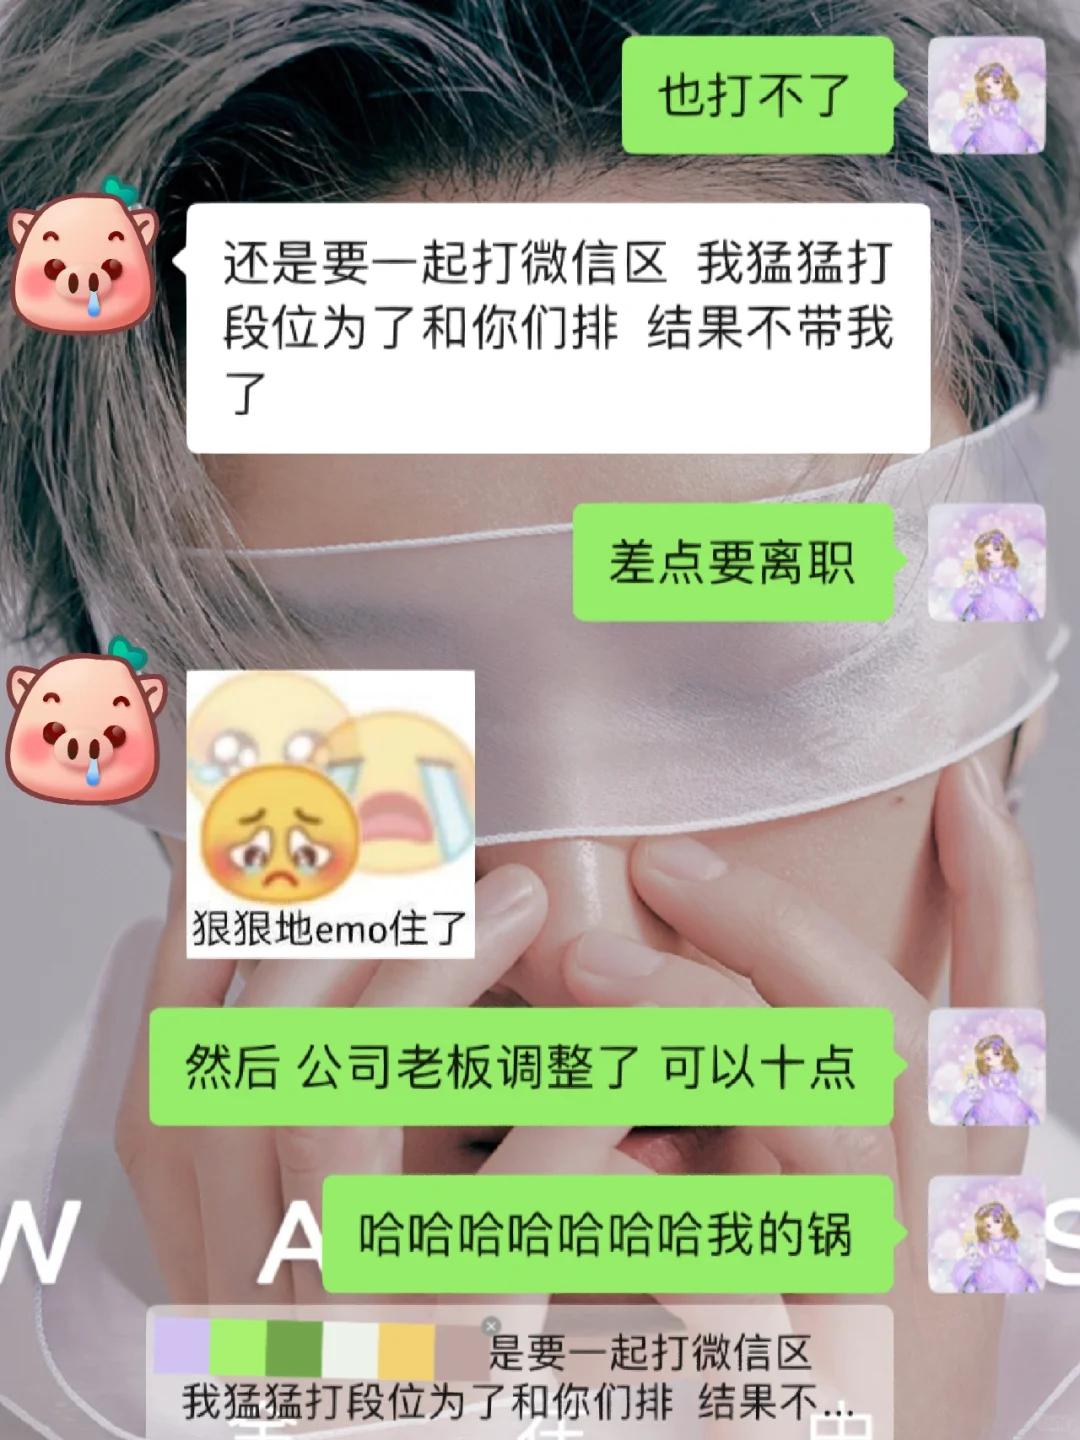 也打不了
还是要一起打微信区 我猛猛打
段位为了和你们排 结果不带我
了
差点要离职
狠狠地emo住了
然后 公司老板调整了 可以十点
哈哈哈哈哈哈哈我的锅
W A S
是要一起打微信区
我猛猛打段位为了和你们排 结果不...